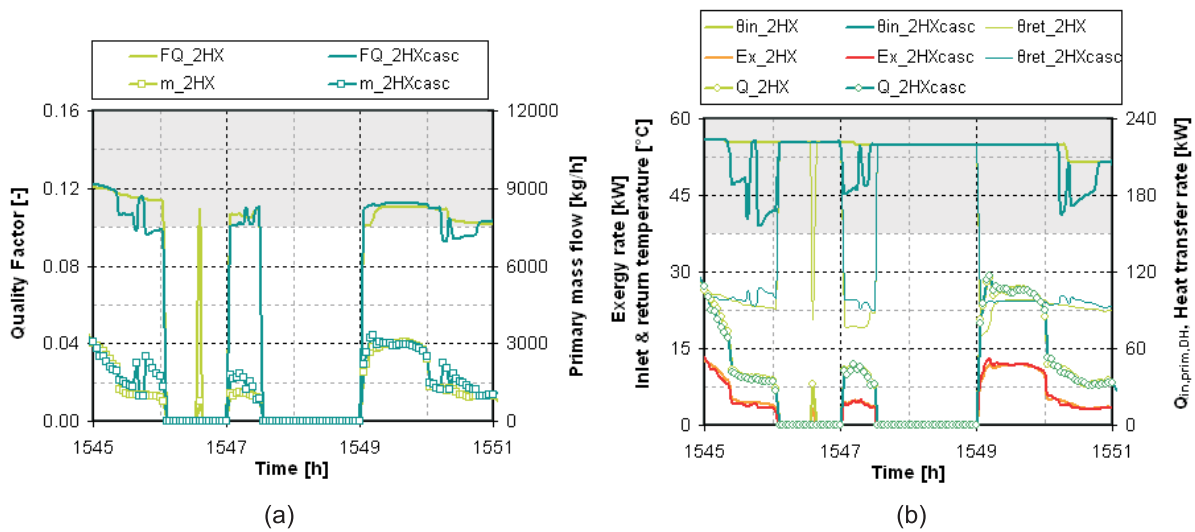 FQ_2HX FQ_2HXcasc
m_2HX m_2HXcasc
0.16
0.12
0.08
0.04
0.00
Quality Factor [-]
12000
9000
6000
3000
0
Primary mass flow [kg/h]
1545 1547 1549 1551
Time [h]
(a)
θin_2HX θin_2HXcasc θret_2HX
Ex_2HX Ex_2HXcasc θret_2HXcasc
Q_2HX Q_2HXcasc
60
45
30
15
0
Exergy rate [kW]
Inlet & return temperature [°C]
240
180
120
60
0
Qin,prim,DH, Heat transfer rate [kW]
1545 1547 1549 1551
Time [h]
(b)